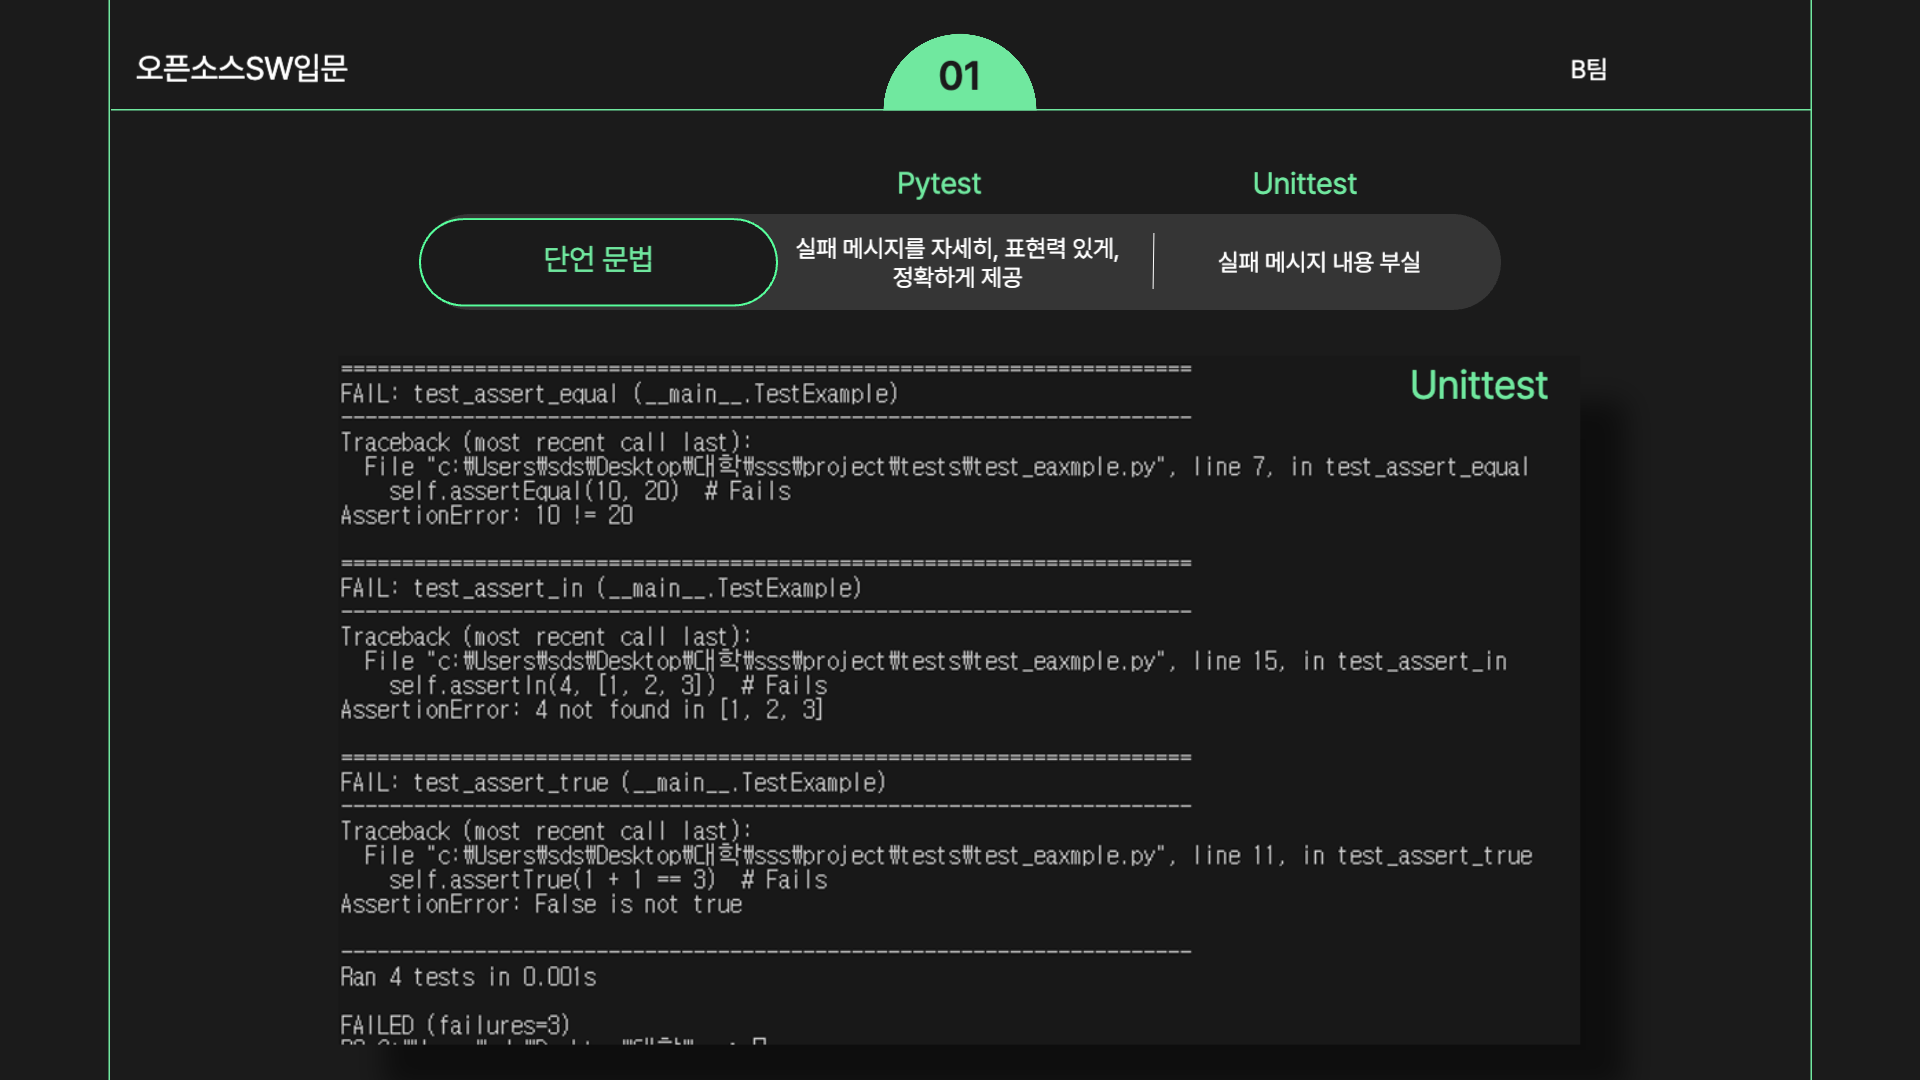 오픈소스SW입문
01
B팀
Pytest
Unittest
단언 문법
실패 메시지를 자세히, 표현력 있게,
정확하게 제공
실패 메시지 내용 부실
Unittest
======================================================================
FAIL: test_assert_equal (__main__.TestExample)
----------------------------------------------------------------------
Traceback (most recent call last):
  File "c:₩Users₩sds₩Desktop₩대학₩sss₩project₩tests₩test_eaxmple.py", line 7, in test_assert_equal
    self.assertEqual(10, 20)  # Fails
AssertionError: 10 != 20
======================================================================
FAIL: test_assert_in (__main__.TestExample)
----------------------------------------------------------------------
Traceback (most recent call last):
  File "c:₩Users₩sds₩Desktop₩대학₩sss₩project₩tests₩test_eaxmple.py", line 15, in test_assert_in
    self.assertIn(4, [1, 2, 3])  # Fails
AssertionError: 4 not found in [1, 2, 3]
======================================================================
FAIL: test_assert_true (__main__.TestExample)
----------------------------------------------------------------------
Traceback (most recent call last):
  File "c:₩Users₩sds₩Desktop₩대학₩sss₩project₩tests₩test_eaxmple.py", line 11, in test_assert_true
    self.assertTrue(1 + 1 == 3)  # Fails
AssertionError: False is not true
----------------------------------------------------------------------
Ran 4 tests in 0.001s
FAILED (failures=3)